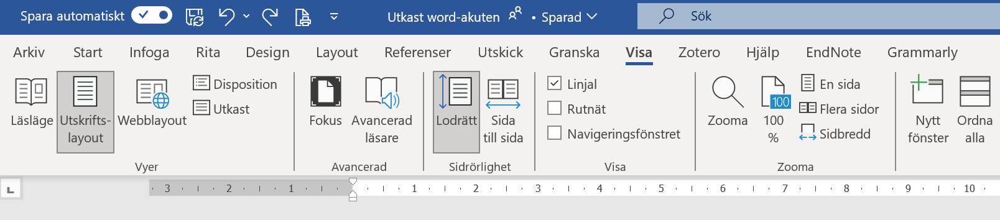 Spara automatiskt Utkast word-akuten • Sparad Sök
Arkiv Start Infoga Rita Design Layout Referenser Utskick Granska Visa Zotero Hjälp EndNote Grammarly
Läsläge
Utskrifts-
layout
Webblayout
Disposition
Utkast
Vyer
Fokus
Avancerad
läsare
Avancerad
Lodrätt
Sida
till sida
Sidrörlighet
Linjal
Rutnät
Navigeringsfönstret
Visa
Zooma
100
100
%
En sida
Flera sidor
Sidbredd
Zooma
Nytt
fönster
Ordna
alla
3 2 1 1 2 3 4 5 6 7 8 9 10